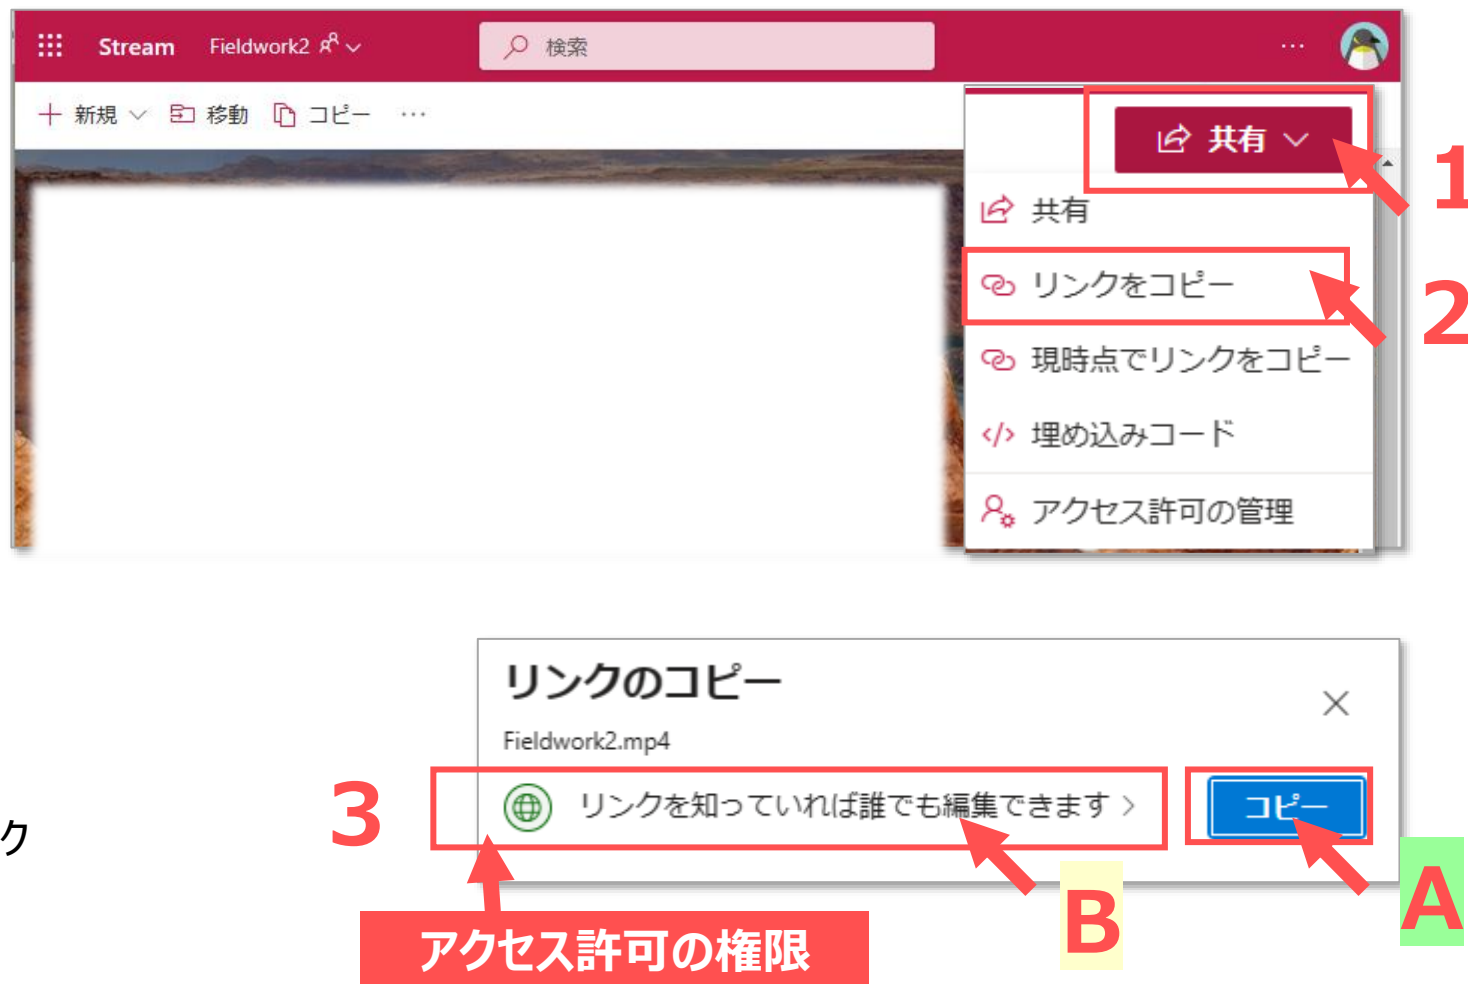 Stream Fieldwork2 検索 ...
新規 移動 コピー ...
共有
1
共有
リンクをコピー
2
現時点でリンクをコピー
</> 埋め込みコード
アクセス許可の管理
リンクのコピー
Fieldwork2.mp4
3 リンクを知っていれば誰でも編集できます > コピー
ク
B A
アクセス許可の権限